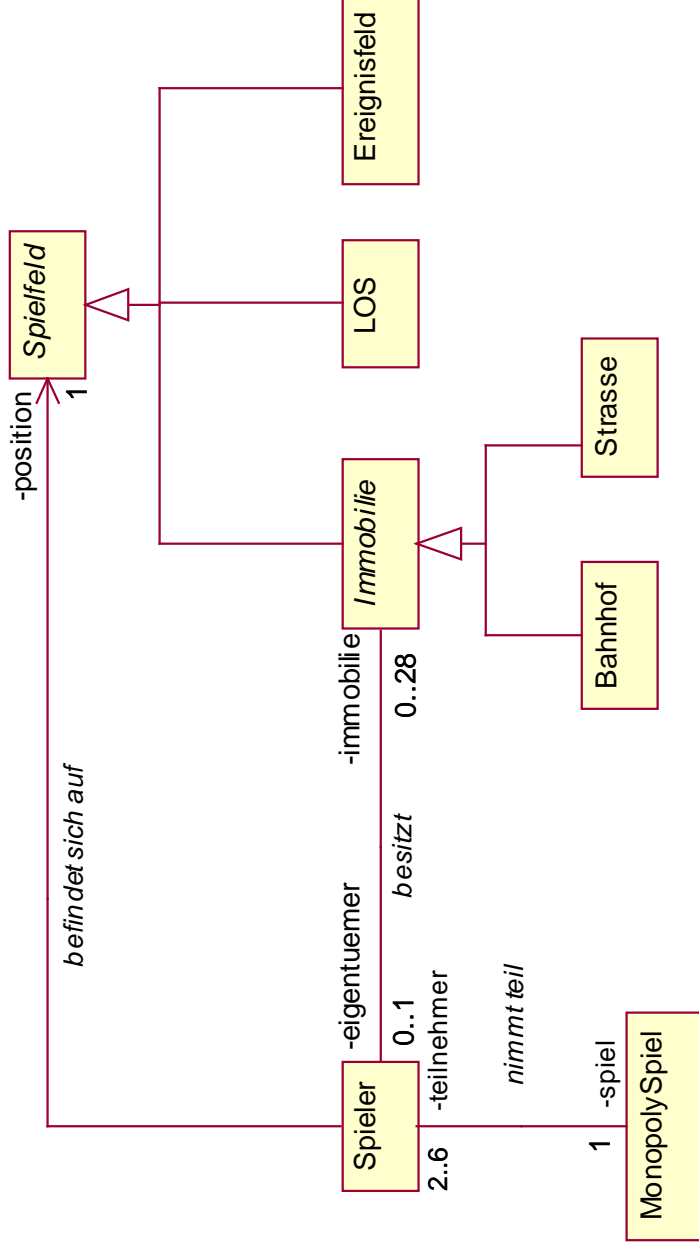 Spielfeld
-position
1
befindet sich auf
Ereignisfeld
LOS
Immobilie
-immobilie
0..28
besitzt
-eigentuemer
0..1
Spieler
-teilnehmer
2..6
nimmt teil
-spiel
1
MonopolySpiel
Strasse
Bahnhof